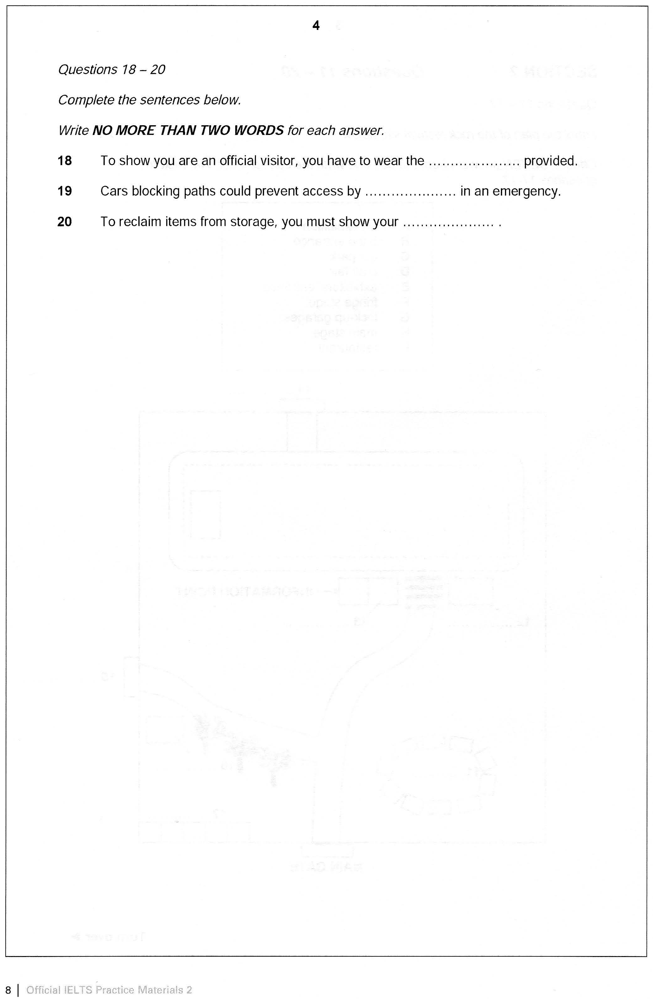 4
Questions 18 – 20
Complete the sentences below.
Write NO MORE THAN TWO WORDS for each answer.
18 To show you are an official visitor, you have to wear the ..................... provided.
19 Cars blocking paths could prevent access by ..................... in an emergency.
20 To reclaim items from storage, you must show your ..................... .
8 | Official IELTS Practice Materials 2